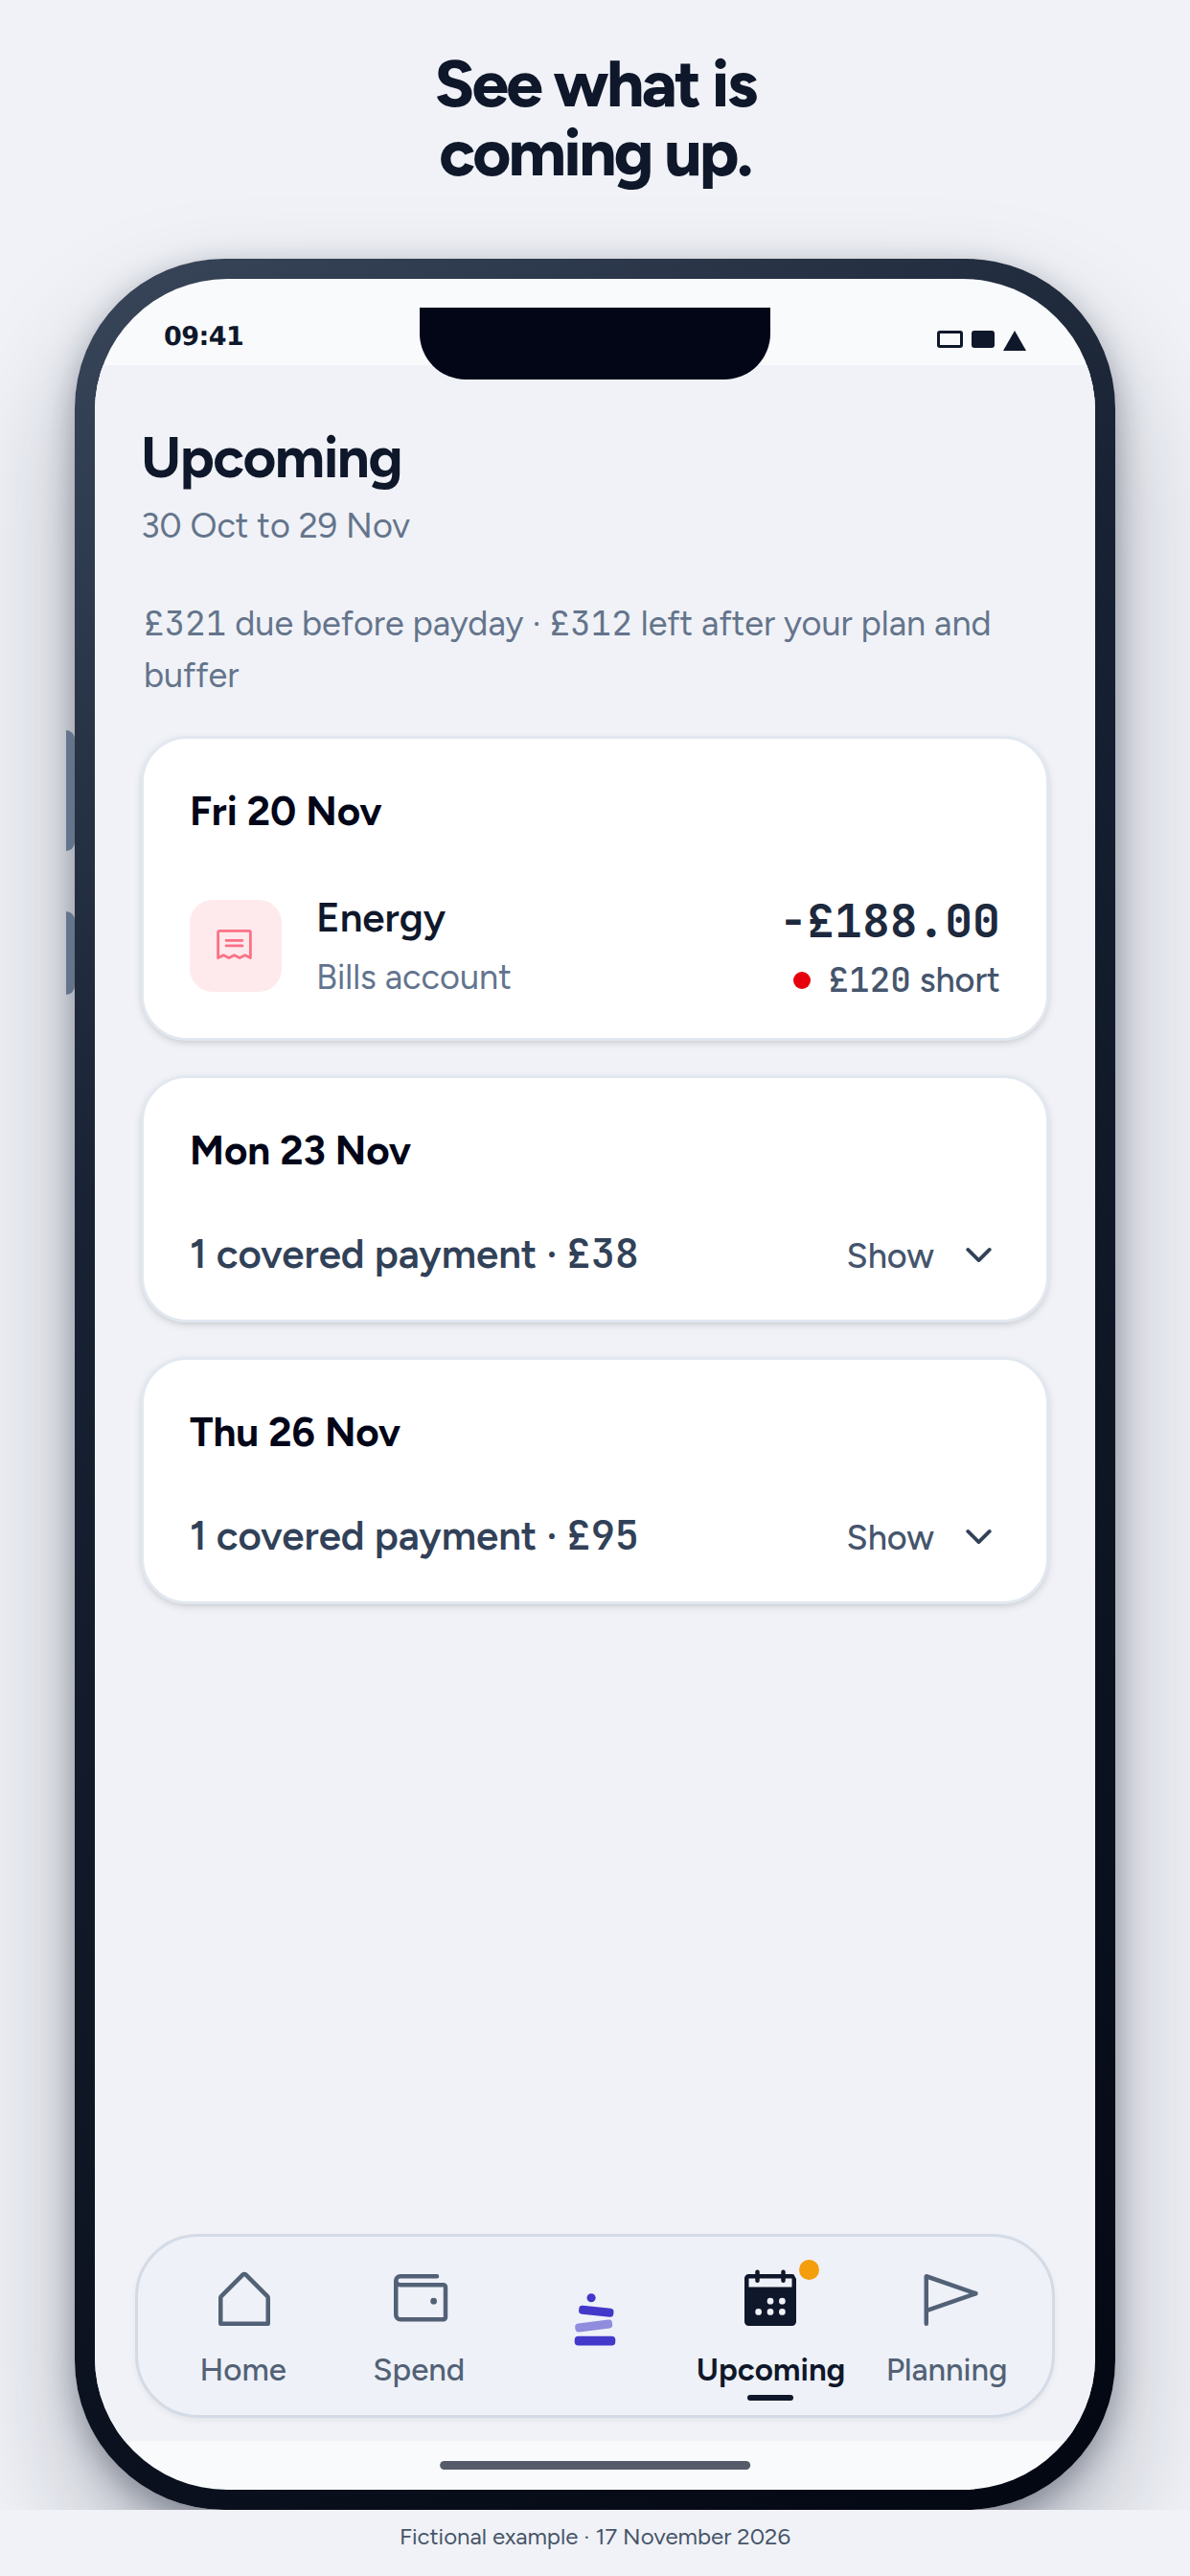 See what is
coming up.
09:41
Upcoming
30 Oct to 29 Nov
£321 due before payday · £312 left after your plan and
buffer
Fri 20 Nov
Energy
-£188.00
Bills account
£120 short
Mon 23 Nov
1 covered payment · £38
Show
Thu 26 Nov
1 covered payment · £95
Show
Home
Spend
Upcoming
Planning
Fictional example · 17 November 2026